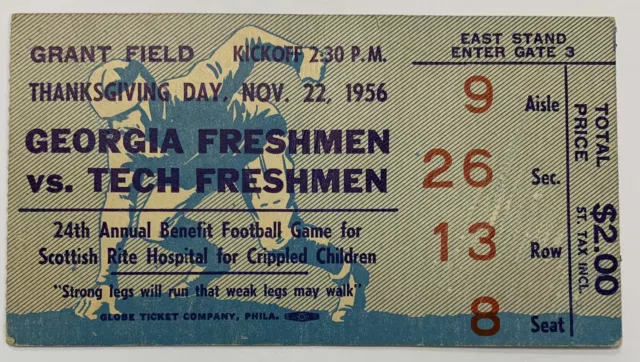 GRANT FIELD KICKOFF 2:30 P.M.
THANKSGIVING DAY, NOV. 22, 1956
GEORGIA FRESHMEN
VS. TECH FRESHMEN
24th Annual Benefit Football Game for
Scottish Rite Hospital for Crippled Children
"Strong legs will run that weak legs may walk"
GLOBE TICKET COMPANY, PHILA.
EAST STAND
ENTER GATE 3
9 Aisle
26 Sec.
13 Row
8 Seat
TOTAL
PRICE
$2.00
ST TAX INCL.